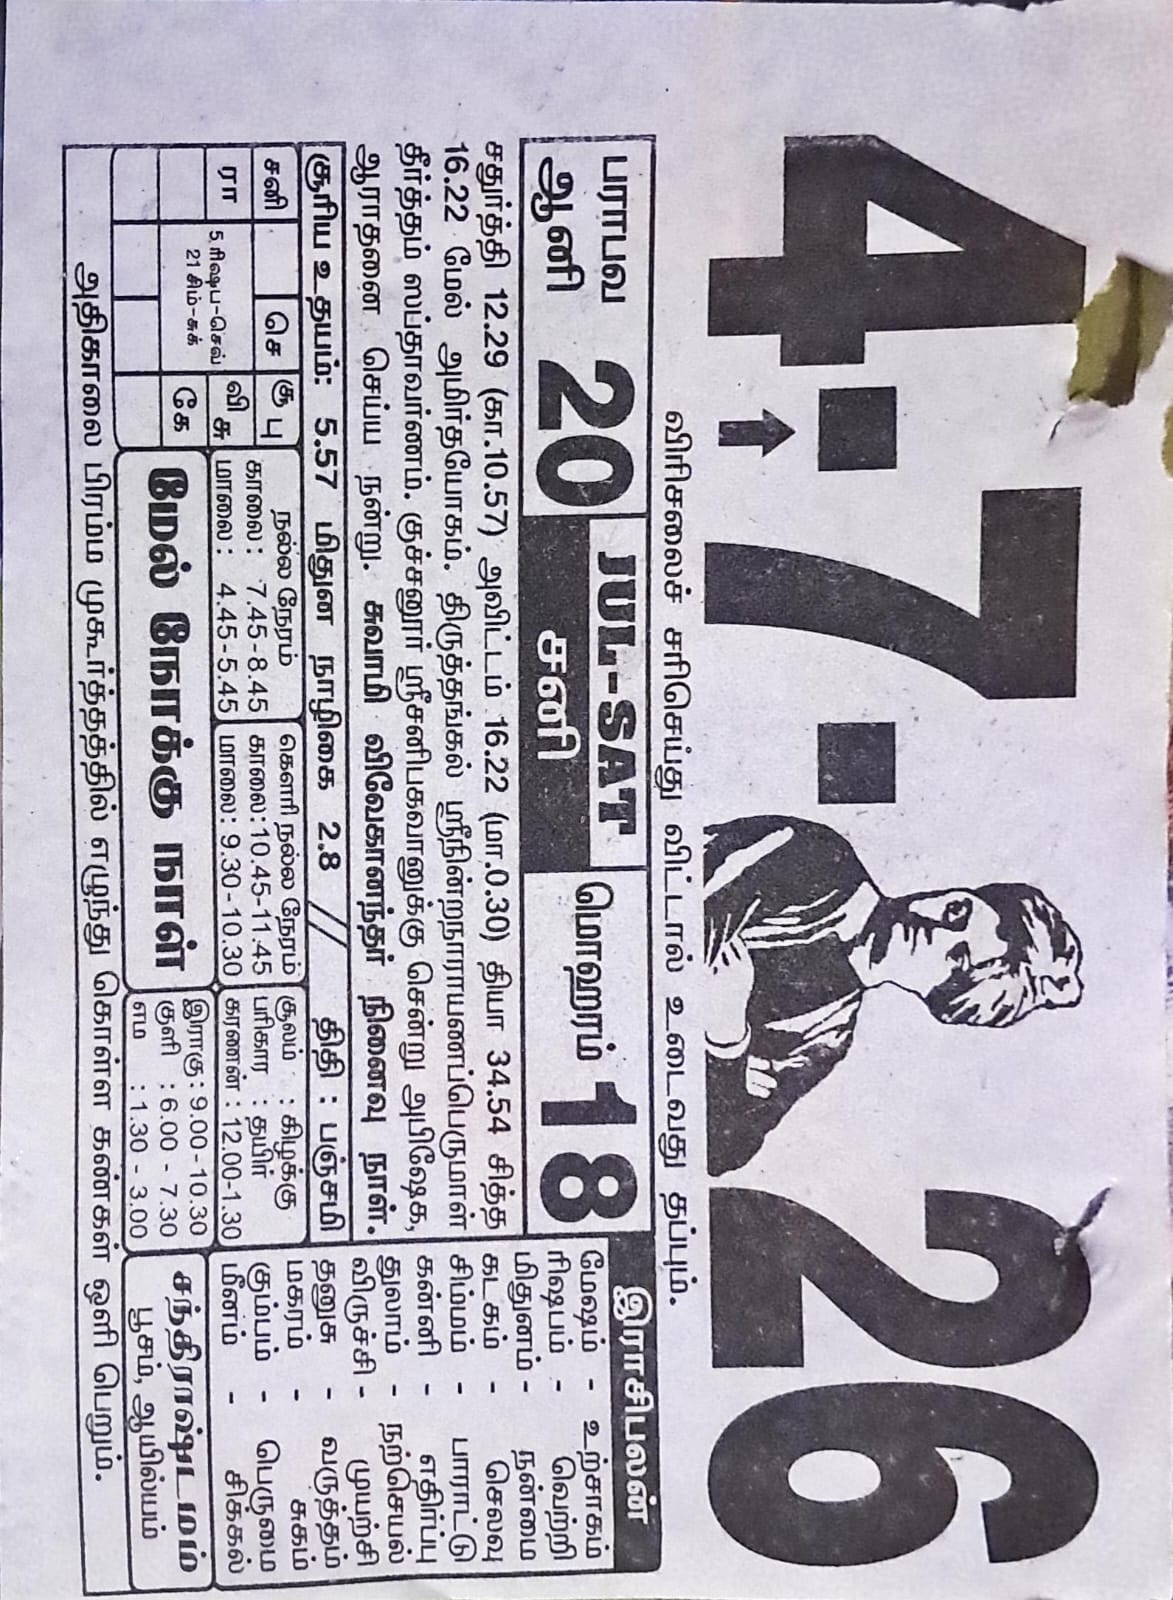 4.7.26
விரிசலைச் சரிசெய்து விட்டால் உடைவது தப்பும்.
பராபவ
ஆனி 20
JUL-SAT
சனி
மொஹரம் 18
சதுர்த்தி 12.29 (கா.10.57) அவிட்டம் 16.22 (மா.0.30) தியா 34.54 சித்த
16.22 மேல் அமிர்தயோகம். திருத்தங்கல் ஸ்ரீநின்றநாராயணப்பெருமாள்
தீர்த்தம் ஸப்தாவர்ணம். குச்சனூர் ஸ்ரீசனிபகவானுக்கு சென்று அபிஷேக,
ஆராதனை செய்ய நன்று. சுவாமி விவேகானந்தர் நினைவு நாள்.
சூரிய உதயம்: 5.57 மிதுன நாழிகை 2.8 // திதி : பஞ்சமி
சனி செ கு பு
ரா வி சு
கே
5 ரிஷப-செவ்
21 சிம்-சுக்
நல்ல நேரம்
காலை: 7.45-8.45
மாலை: 4.45-5.45
கௌரி நல்ல நேரம்
காலை:10.45-11.45
மாலை: 9.30-10.30
சூலம் : கிழக்கு
பரிகார : தயிர்
கரணன் : 12.00-1.30
மேல் நோக்கு நாள்
இராகு: 9.00-10.30
குளி : 6.00 - 7.30
எம : 1.30 - 3.00
அதிகாலை பிரம்ம முகூர்த்தத்தில் எழுந்து கொள்ள கண்கள் ஒளி பெறும்.
இராசிபலன்
மேஷம் - உற்சாகம்
ரிஷபம் - வெற்றி
மிதுனம் - நன்மை
கடகம் - செலவு
சிம்மம் - பாராட்டு
கன்னி - எதிர்ப்பு
துலாம் - நற்செயல்
விருச்சி - முயற்சி
தனுசு - வருத்தம்
மகரம் - சுகம்
கும்பம் - பெருமை
மீனம் - சிக்கல்
சந்திராஷ்டமம்
பூசம், ஆயில்யம்